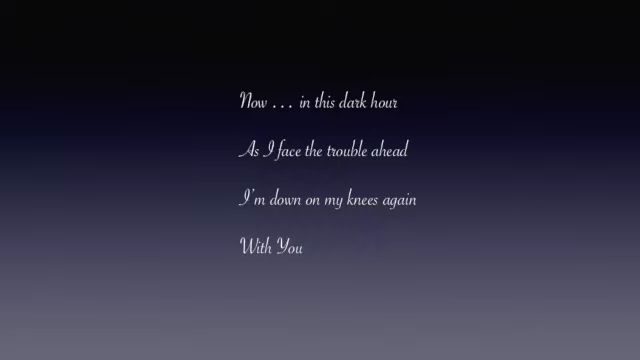 Now ... in this dark hour
As I face the trouble ahead
I'm down on my knees again
With You